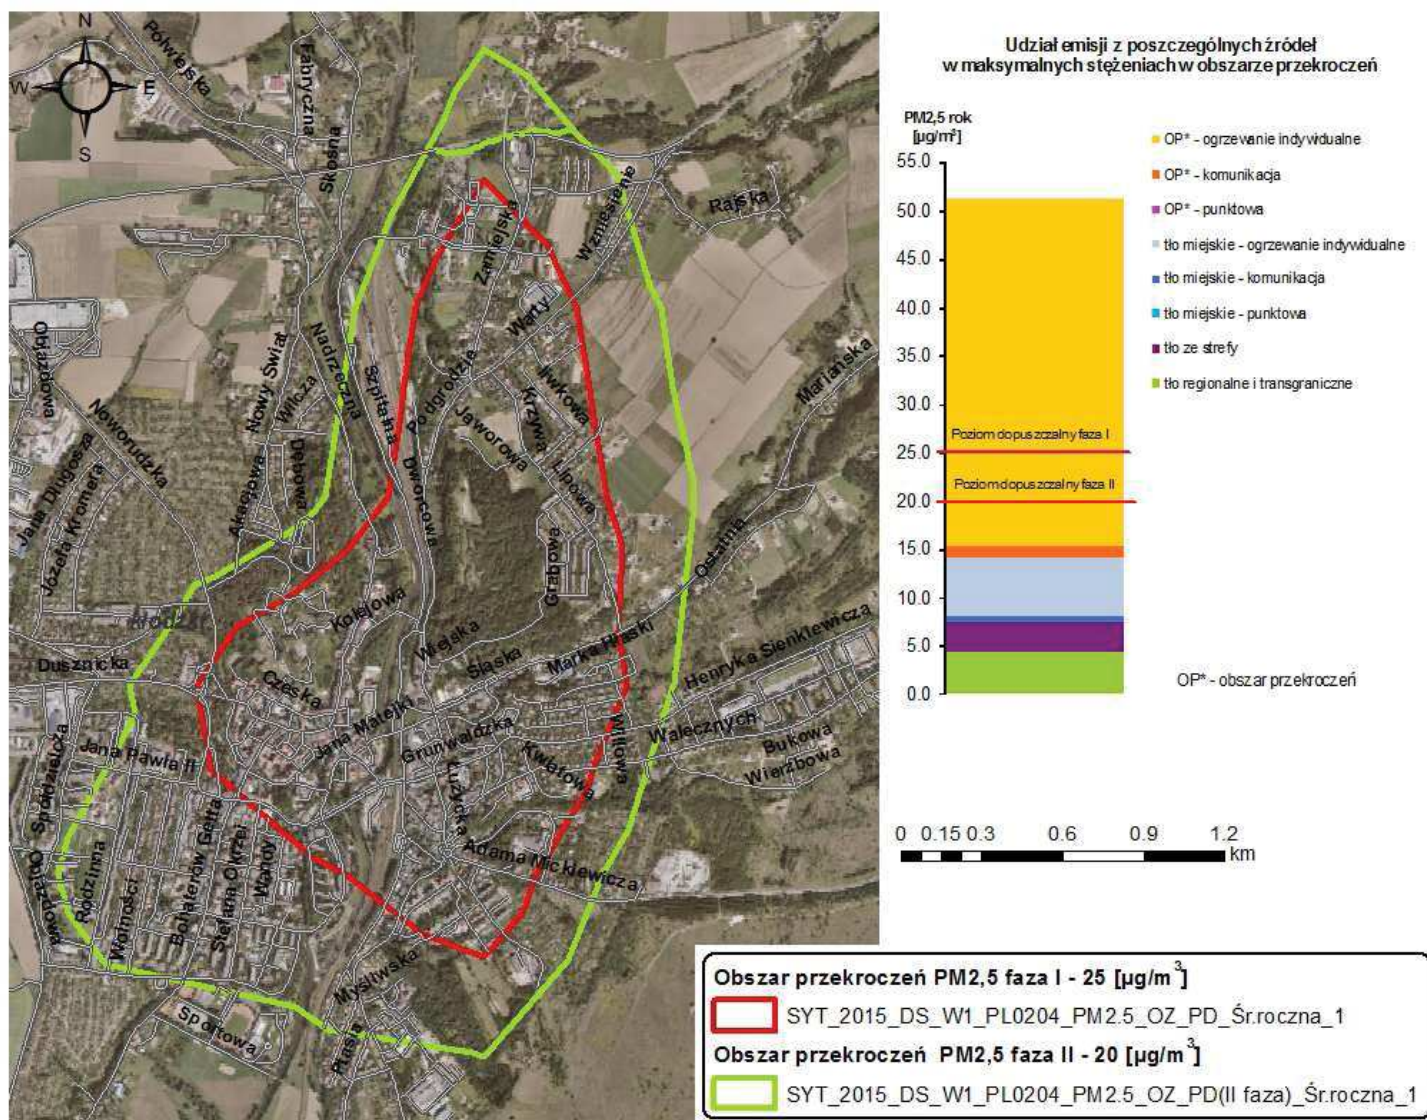 N
W
E
S
Półwiejska
Fabryczna
Skośna
Objazdowa
Noworudzka
Nowy Świat
Wilcza
Nadrzeczna
Szpitalna
Dębowa
Akacjowa
Jana Długosza
Józefa Kromera
Zamiejska
Wzniesienie
Rajska
Warty
Podgrodzie
Iwkowa
Krzywa
Jaworowa
Lipowa
Dworcowa
Grabowa
Mariańska
Ostatnia
Kłodzko
Kolejowa
Wiejska
Śląska
Marka Hłaski
Henryka Sienkiewicza
Dusznicka
Czeska
Jana Matejki
Grunwaldzka
Walecznych
Bukowa
Wierzbowa
Willowa
Kwiatowa
Łużycka
Jana Pawła II
Spółdzielcza
Objazdowa
Rodzinna
Wolności
Bohaterów Getta
Stefana Okrzei
Wandy
Adama Mickiewicza
Myśliwska
Sportowa
Ptasia
Udział emisji z poszczególnych źródeł
w maksymalnych stężeniach w obszarze przekroczeń
PM2,5 rok
[µg/m³]
55.0
50.0
45.0
40.0
35.0
30.0
25.0
20.0
15.0
10.0
5.0
0.0
Poziom dopuszczalny faza I
Poziom dopuszczalny faza II
OP* - ogrzewanie indywidualne
OP* - komunikacja
OP* - punktowa
tło miejskie - ogrzewanie indywidualne
tło miejskie - komunikacja
tło miejskie - punktowa
tło ze strefy
tło regionalne i transgraniczne
OP* - obszar przekroczeń
0 0.15 0.3 0.6 0.9 1.2
km
Obszar przekroczeń PM2,5 faza I - 25 [µg/m³]
SYT_2015_DS_W1_PL0204_PM2.5_OZ_PD_Śr.roczna_1
Obszar przekroczeń PM2,5 faza II - 20 [µg/m³]
SYT_2015_DS_W1_PL0204_PM2.5_OZ_PD(II faza)_Śr.roczna_1